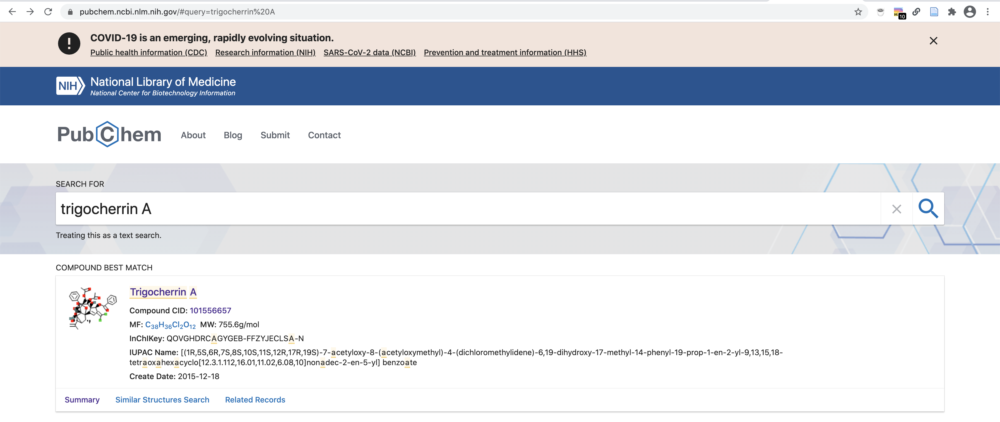 pubchem.ncbi.nlm.nih.gov/#query=trigocherrin%20A
10
COVID-19 is an emerging, rapidly evolving situation.
Public health information (CDC) Research information (NIH) SARS-CoV-2 data (NCBI) Prevention and treatment information (HHS)
NIH National Library of Medicine
National Center for Biotechnology Information
PubChem About Blog Submit Contact
SEARCH FOR
trigocherrin A
Treating this as a text search.
COMPOUND BEST MATCH
Trigocherrin A
Compound CID: 101556657
MF: C38H36Cl2O12 MW: 755.6g/mol
InChIKey: QOVGHDRCAGYGEB-FFZYJECLSA-N
IUPAC Name: [(1R,5S,6R,7S,8S,10S,11S,12R,17R,19S)-7-acetyloxy-8-(acetyloxymethyl)-4-(dichloromethylidene)-6,19-dihydroxy-17-methyl-14-phenyl-19-prop-1-en-2-yl-9,13,15,18-
tetraoxahexacyclo[12.3.1.112,16.01,11.02,6.08,10]nonadec-2-en-5-yl] benzoate
Create Date: 2015-12-18
Summary Similar Structures Search Related Records